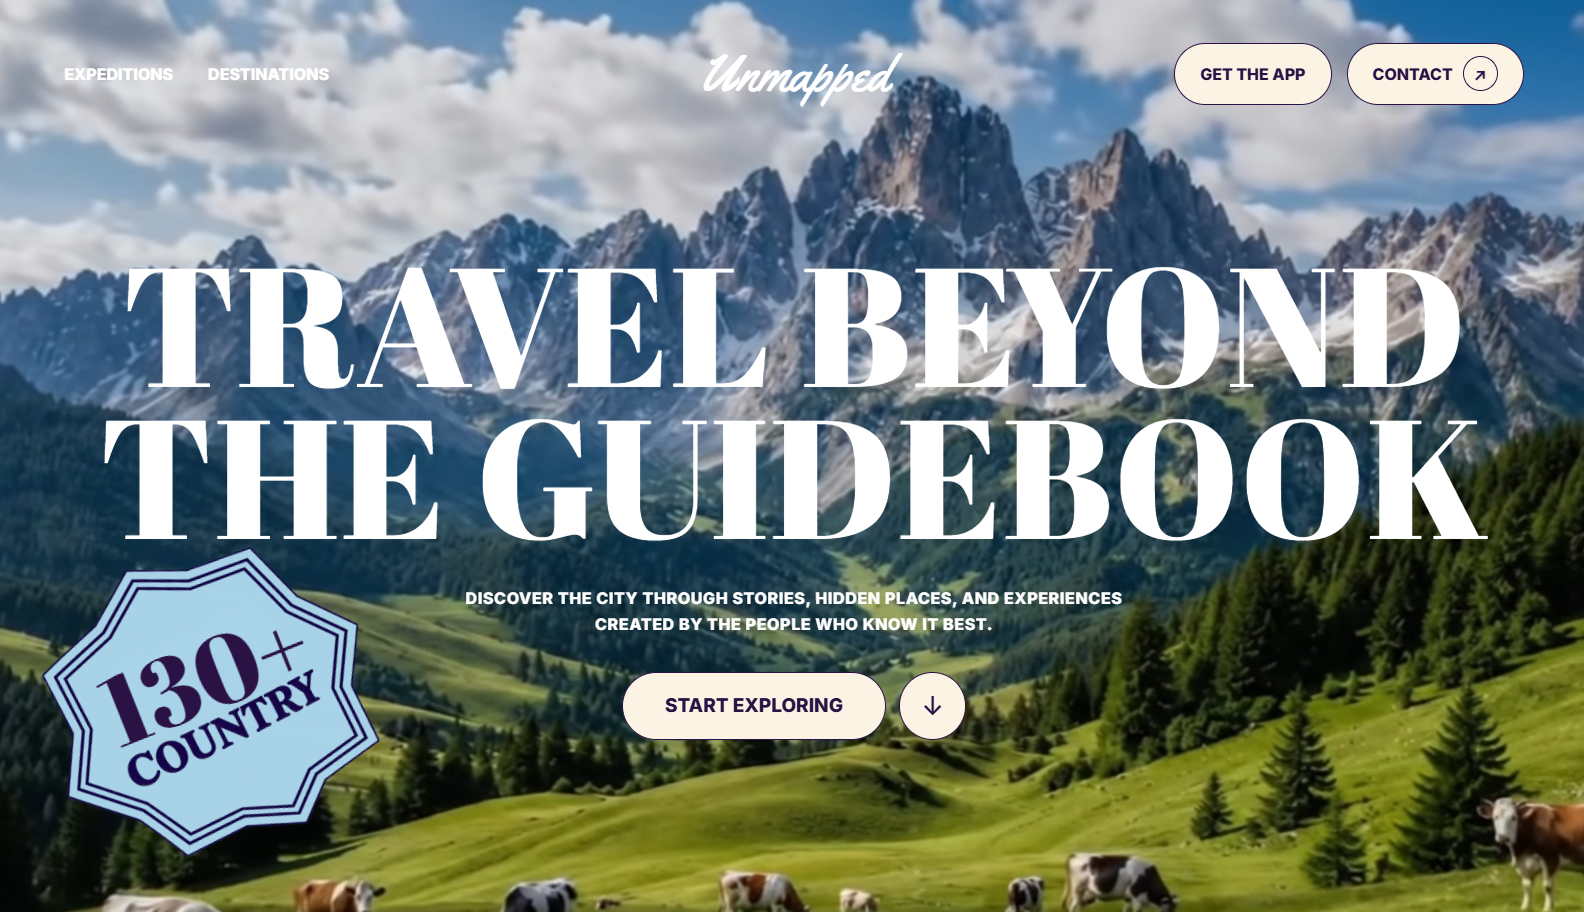 EXPEDITIONS
DESTINATIONS
Unmapped
GET THE APP
CONTACT
TRAVEL BEYOND
THE GUIDEBOOK
DISCOVER THE CITY THROUGH STORIES, HIDDEN PLACES, AND EXPERIENCES
CREATED BY THE PEOPLE WHO KNOW IT BEST.
START EXPLORING
130+
COUNTRY